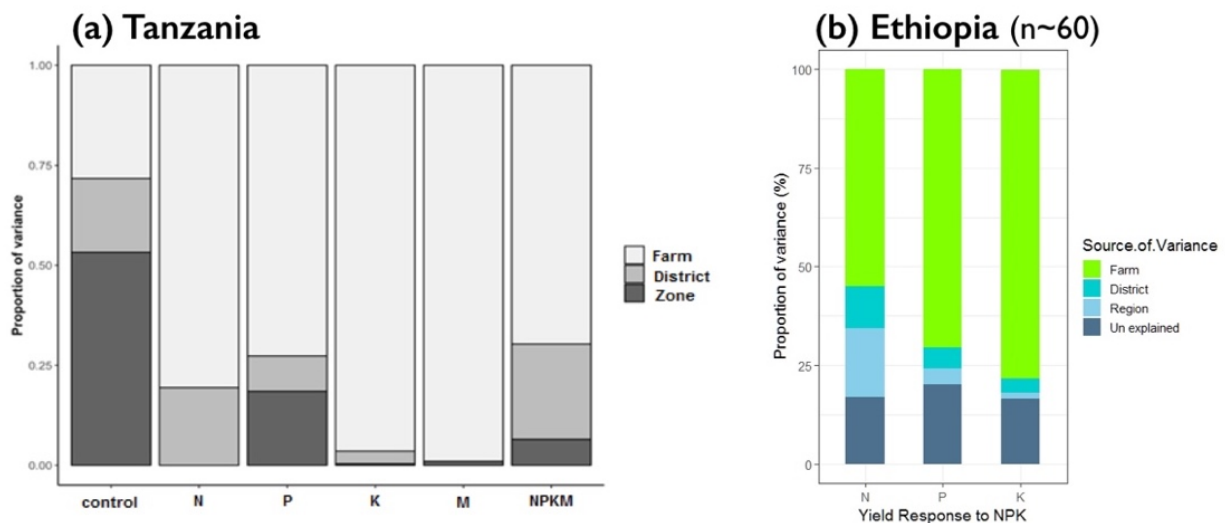 (a) Tanzania
Proportion of variance
1.00
0.75
0.50
0.25
0.00
control N P K M NPKM
Farm
District
Zone
(b) Ethiopia (n~60)
Proportion of variance (%)
100
75
50
25
0
N P K
Yield Response to NPK
Source.of.Variance
Farm
District
Region
Un explained